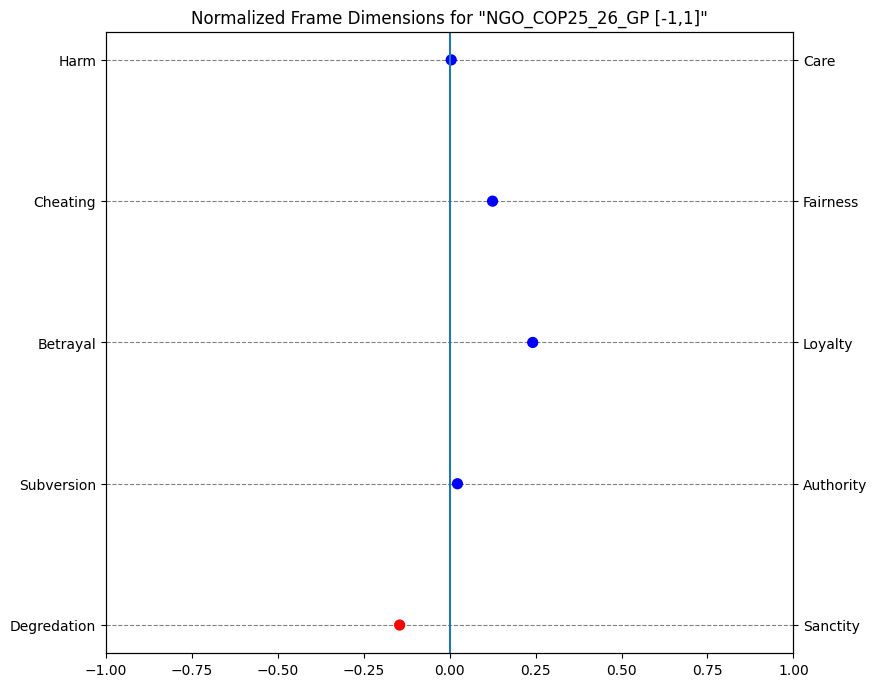 Normalized Frame Dimensions for "NGO_COP25_26_GP [-1,1]"
Harm Care
Cheating Fairness
Betrayal Loyalty
Subversion Authority
Degredation Sanctity
−1.00 −0.75 −0.50 −0.25 0.00 0.25 0.50 0.75 1.00